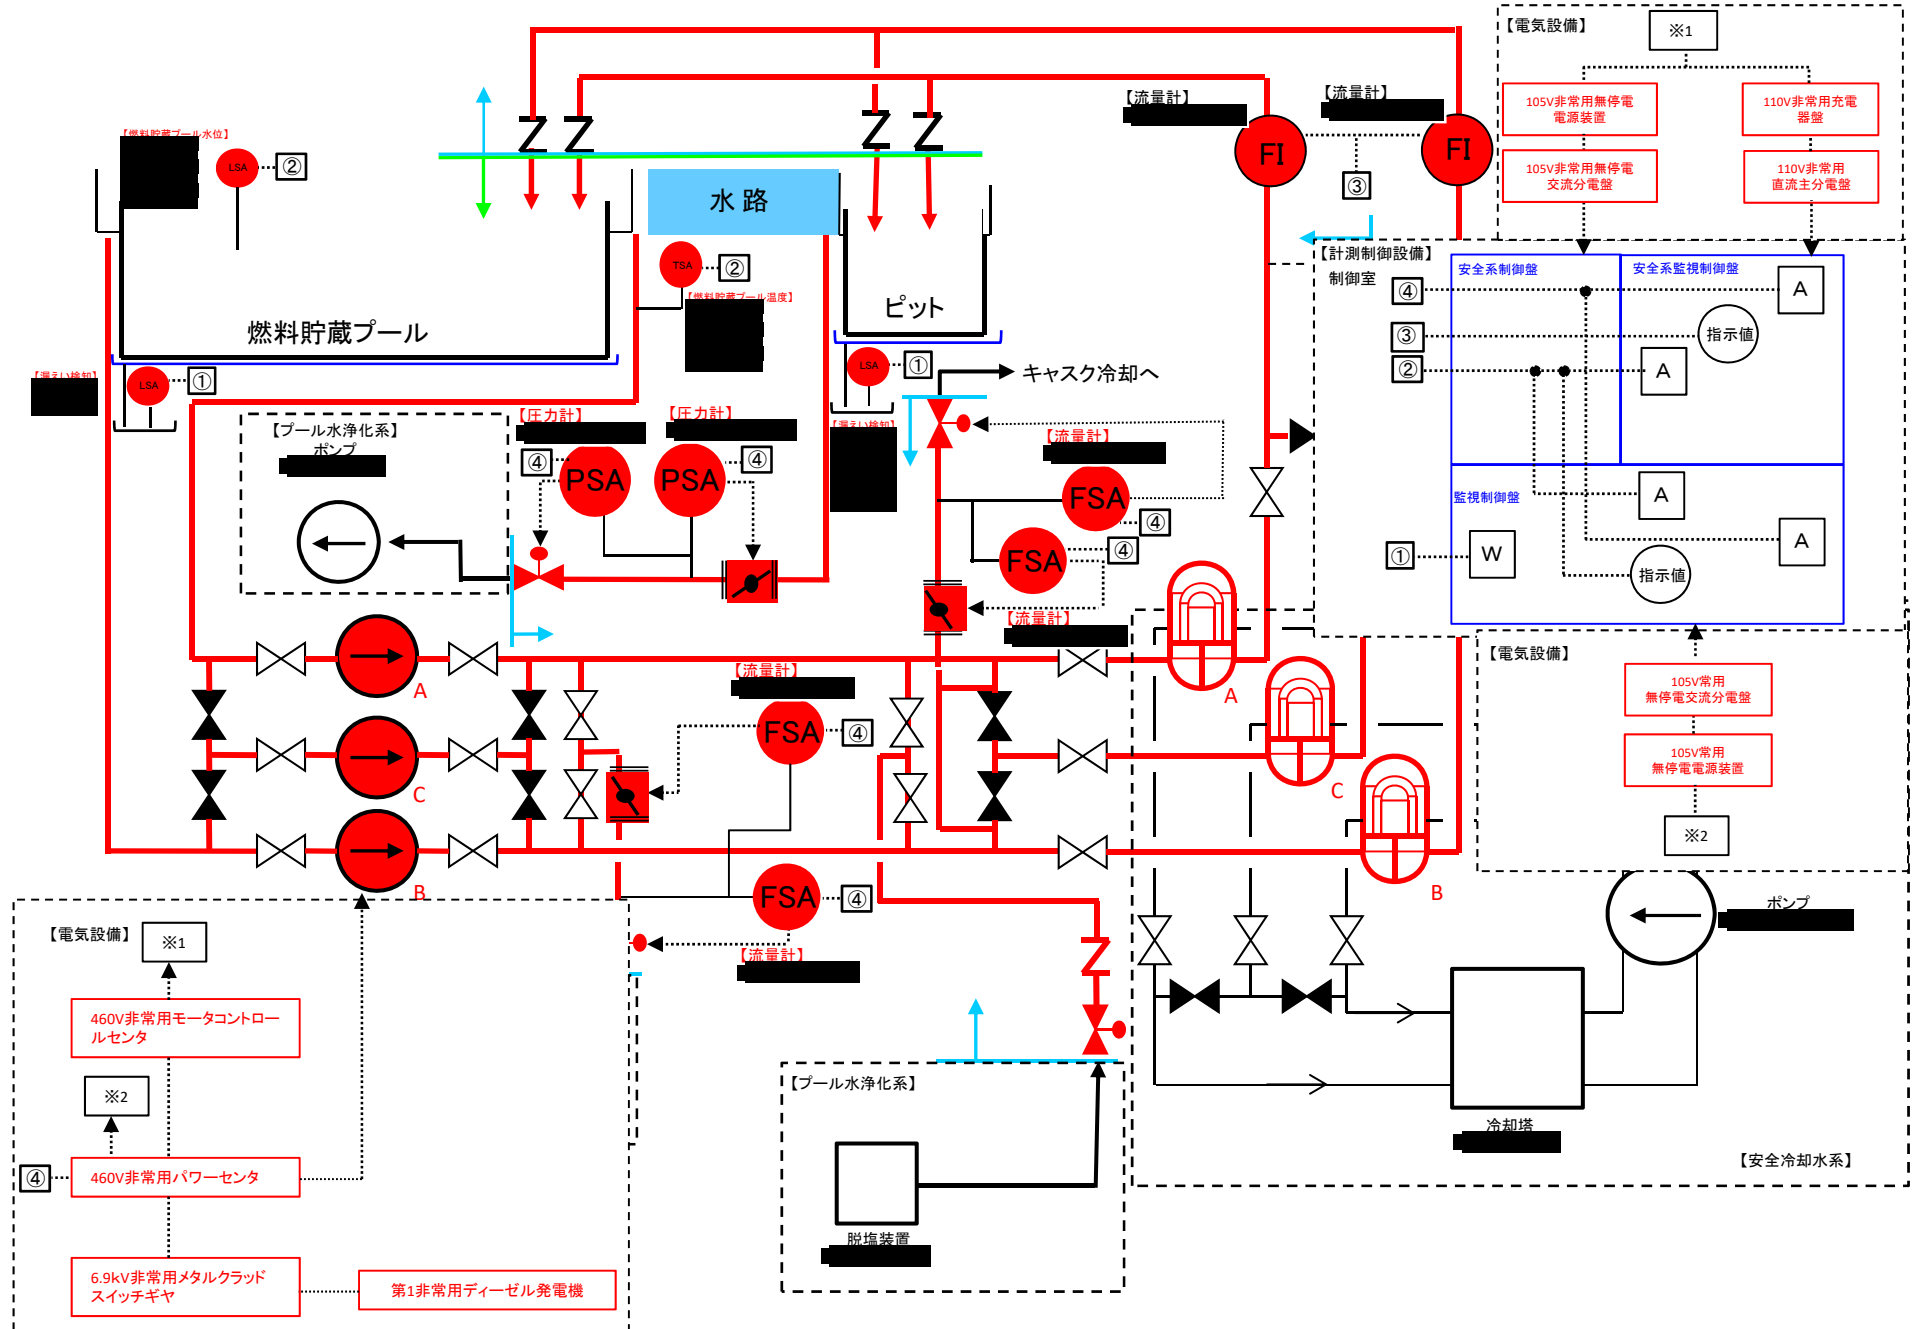 【電気設備】
※1
【燃料貯蔵プール水位】
【流量計】
【流量計】
105V非常用無停電
電源装置
110V非常用充電
器盤
LSA
②
FI
FI
105V非常用無停電
交流分電盤
110V非常用
直流主分電盤
③
水 路
TSA
②
【燃料貯蔵プール温度】
【計測制御設備】
制御室
安全系制御盤
安全系監視制御盤
④
A
③
指示値
②
A
燃料貯蔵プール
ピット
【漏えい検知】
LSA
①
LSA
①
キャスク冷却へ
【漏えい検知】
【プール水浄化系】
ポンプ
【圧力計】
【圧力計】
④
PSA
PSA
④
【流量計】
FSA
④
FSA
④
【流量計】
監視制御盤
A
A
①
W
指示値
A
C
B
A
C
B
【流量計】
FSA
④
FSA
④
【流量計】
【電気設備】
105V常用
無停電交流分電盤
105V常用
無停電電源装置
※2
ポンプ
冷却塔
【安全冷却水系】
【電気設備】
※1
460V非常用モータコントロー
ルセンタ
※2
④
460V非常用パワーセンタ
6.9kV非常用メタルクラッド
スイッチギヤ
第1非常用ディーゼル発電機
【プール水浄化系】
脱塩装置